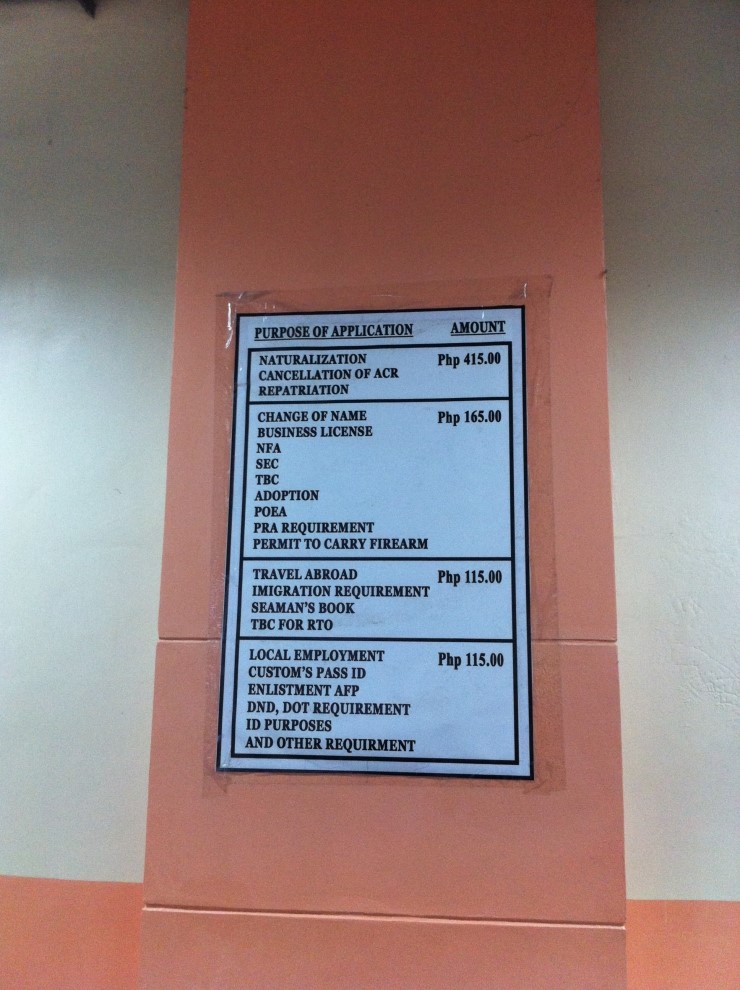 PURPOSE OF APPLICATION AMOUNT
NATURALIZATION Php 415.00
CANCELLATION OF ACR
REPATRIATION
CHANGE OF NAME Php 165.00
BUSINESS LICENSE
NFA
SEC
TBC
ADOPTION
POEA
PRA REQUIREMENT
PERMIT TO CARRY FIREARM
TRAVEL ABROAD Php 115.00
IMIGRATION REQUIREMENT
SEAMAN'S BOOK
TBC FOR RTO
LOCAL EMPLOYMENT Php 115.00
CUSTOM'S PASS ID
ENLISTMENT AFP
DND, DOT REQUIREMENT
ID PURPOSES
AND OTHER REQUIRMENT